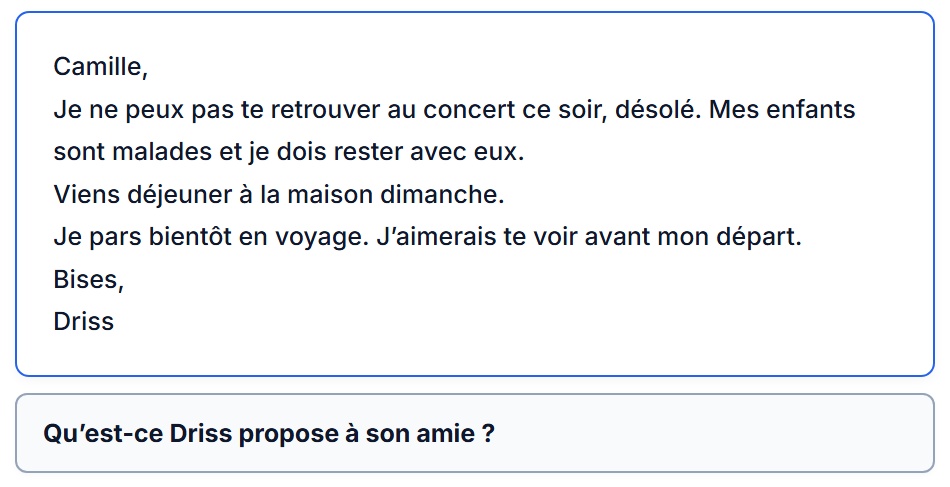 Camille,
Je ne peux pas te retrouver au concert ce soir, désolé. Mes enfants
sont malades et je dois rester avec eux.
Viens déjeuner à la maison dimanche.
Je pars bientôt en voyage. J’aimerais te voir avant mon départ.
Bises,
Driss
Qu’est-ce Driss propose à son amie ?